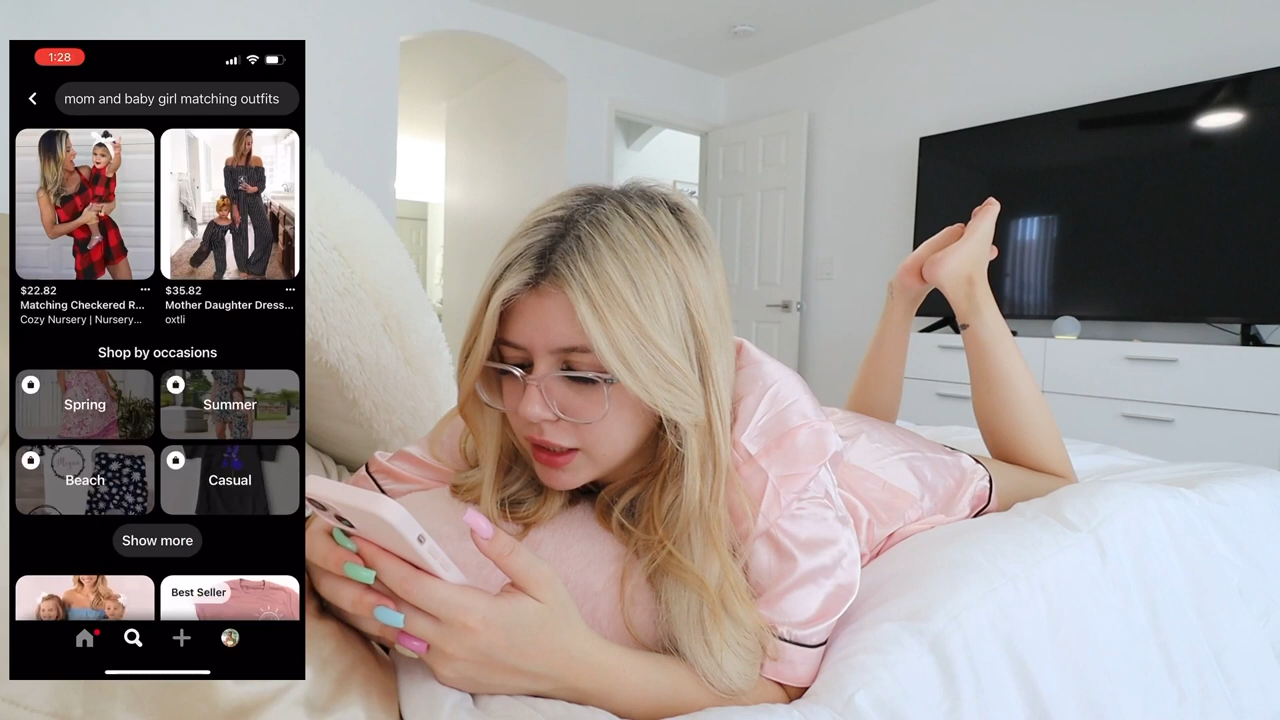 1:28
mom and baby girl matching outfits
$22.82
$35.82
Matching Checkered R...
Mother Daughter Dress...
Cozy Nursery | Nursery...
oxtli
Shop by occasions
Spring
Summer
Beach
Casual
Show more
Best Seller